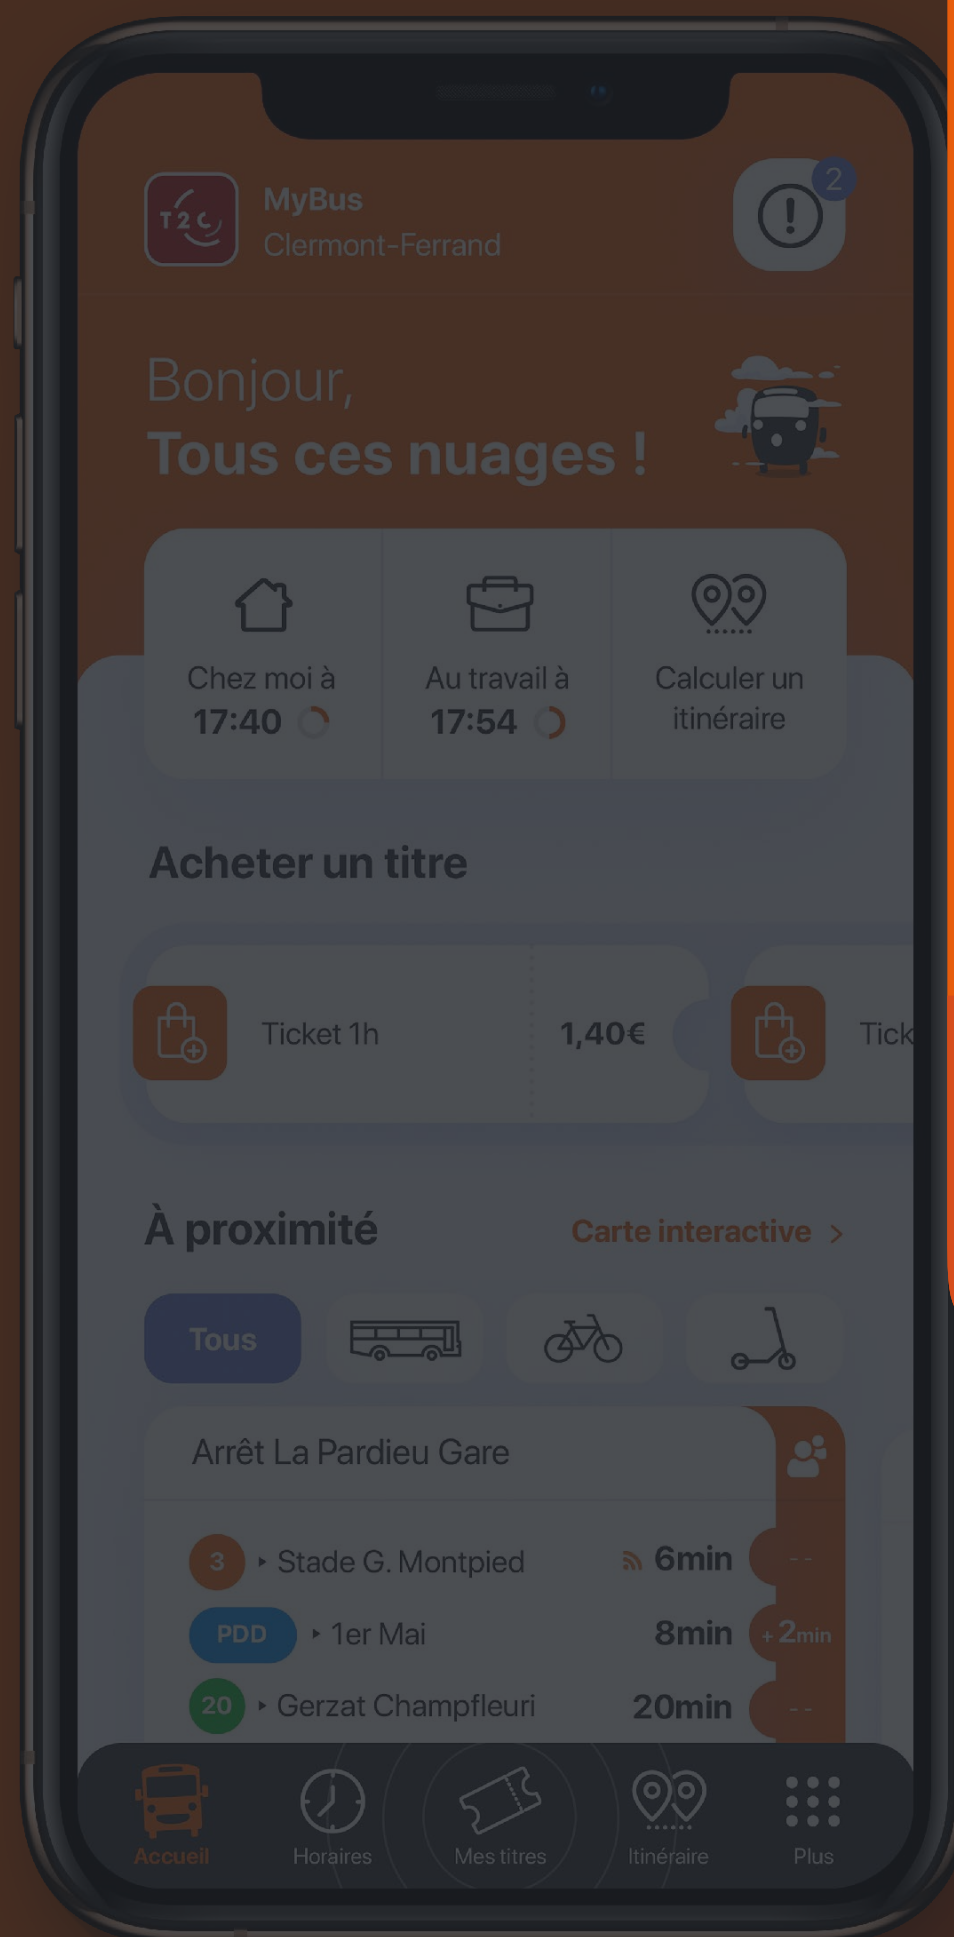 T2C
MyBus
Clermont-Ferrand
2
Bonjour,
Tous ces nuages !
Chez moi à
17:40
Au travail à
17:54
Calculer un
itinéraire
Acheter un titre
Ticket 1h
1,40€
Tick
À proximité
Carte interactive >
Tous
Arrêt La Pardieu Gare
3 ‣ Stade G. Montpied 6min --
PDD ‣ 1er Mai 8min + 2min
20 ‣ Gerzat Champfleuri 20min --
Accueil
Horaires
Mes titres
Itinéraire
Plus